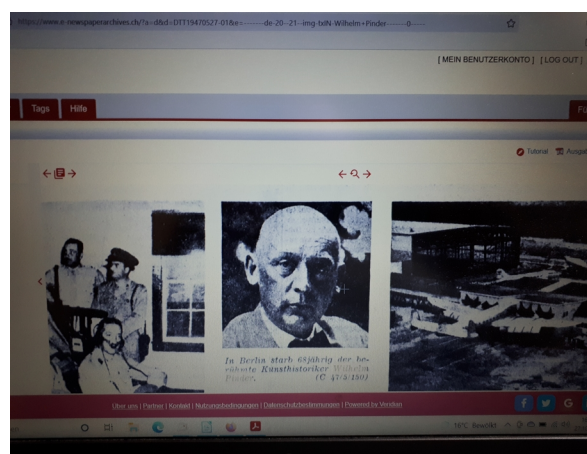 https://www.e-newspaperarchives.ch/?a=d&d=DTT19470527-01&e=-------de-20--21--img-txIN-Wilhelm+Pinder-------0-----
[ MEIN BENUTZERKONTO ] [ LOG OUT ]
Tags Hilfe
Tutorial
In Berlin starb 68jährig der be-
rühmte Kunsthistoriker Wilhelm
Pinder.
Über uns | Partner | Kontakt | Nutzungsbedingungen | Datenschutzbestimmungen | Powered by Veridian
16°C Bewölkt